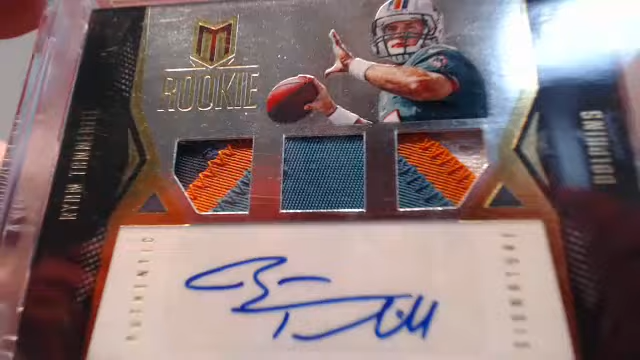 M
ROOKIE
RYAN TANNEHILL
DOLPHINS
AUTHENTIC
SIGNATURE